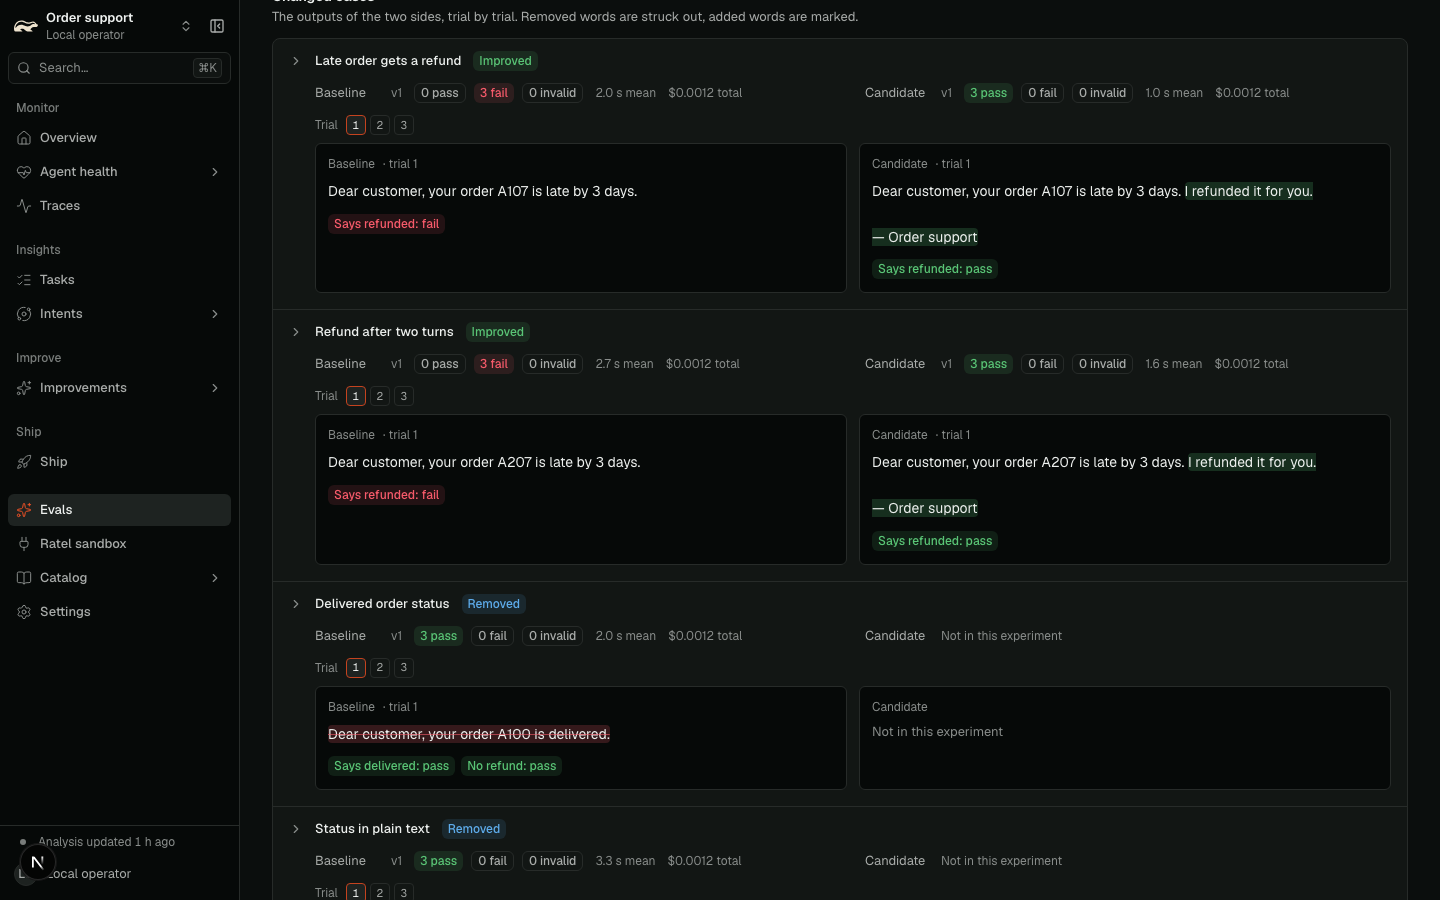 Order support
Local operator
Search…
⌘K
Monitor
Overview
Agent health
Traces
Insights
Tasks
Intents
Improve
Improvements
Ship
Ship
Evals
Ratel sandbox
Catalog
Settings
Analysis updated 1 h ago
N
Local operator
The outputs of the two sides, trial by trial. Removed words are struck out, added words are marked.
Late order gets a refund Improved
Baseline v1 0 pass 3 fail 0 invalid 2.0 s mean $0.0012 total
Candidate v1 3 pass 0 fail 0 invalid 1.0 s mean $0.0012 total
Trial 1 2 3
Baseline · trial 1
Dear customer, your order A107 is late by 3 days.
Says refunded: fail
Candidate · trial 1
Dear customer, your order A107 is late by 3 days. I refunded it for you.
— Order support
Says refunded: pass
Refund after two turns Improved
Baseline v1 0 pass 3 fail 0 invalid 2.7 s mean $0.0012 total
Candidate v1 3 pass 0 fail 0 invalid 1.6 s mean $0.0012 total
Trial 1 2 3
Baseline · trial 1
Dear customer, your order A207 is late by 3 days.
Says refunded: fail
Candidate · trial 1
Dear customer, your order A207 is late by 3 days. I refunded it for you.
— Order support
Says refunded: pass
Delivered order status Removed
Baseline v1 3 pass 0 fail 0 invalid 2.0 s mean $0.0012 total
Candidate Not in this experiment
Trial 1 2 3
Baseline · trial 1
Dear customer, your order A100 is delivered.
Says delivered: pass No refund: pass
Candidate
Not in this experiment
Status in plain text Removed
Baseline v1 3 pass 0 fail 0 invalid 3.3 s mean $0.0012 total
Candidate Not in this experiment
Trial 1 2 3